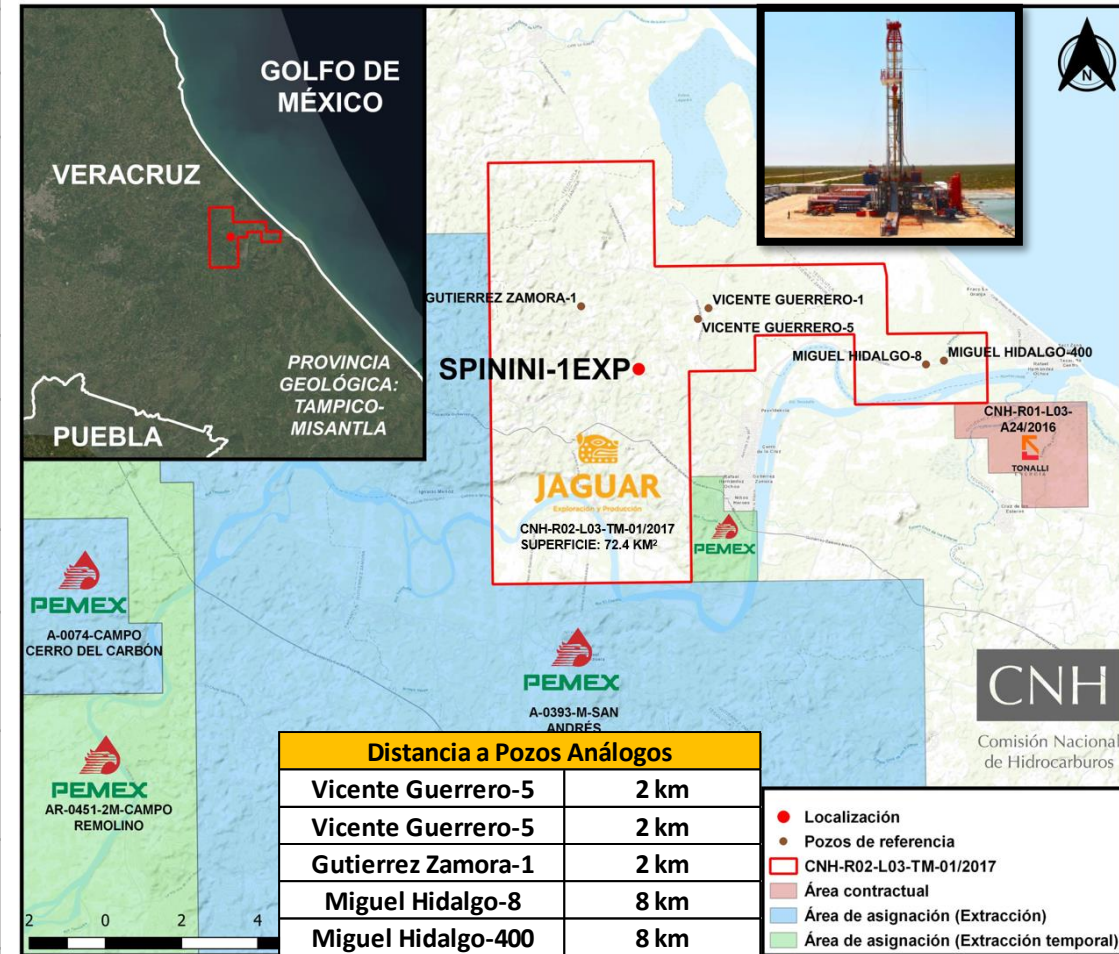 GOLFO DE
MÉXICO
VERACRUZ
PROVINCIA
GEOLÓGICA:
TAMPICO-
MISANTLA
PUEBLA
N
GUTIERREZ ZAMORA-1
VICENTE GUERRERO-1
VICENTE GUERRERO-5
MIGUEL HIDALGO-8
MIGUEL HIDALGO-400
SPININI-1EXP
CNH-R01-L03-
A24/2016
TONALLI
ENERGÍA
JAGUAR
Exploración y Producción
CNH-R02-L03-TM-01/2017
SUPERFICIE: 72.4 KM²
PEMEX
PEMEX
A-0074-CAMPO
CERRO DEL CARBÓN
PEMEX
A-0393-M-SAN
ANDRÉS
PEMEX
AR-0451-2M-CAMPO
REMOLINO
CNH
Comisión Nacional
de Hidrocarburos
Distancia a Pozos Análogos
Vicente Guerrero-5 2 km
Vicente Guerrero-5 2 km
Gutierrez Zamora-1 2 km
Miguel Hidalgo-8 8 km
Miguel Hidalgo-400 8 km
2 0 2 4
Localización
Pozos de referencia
CNH-R02-L03-TM-01/2017
Área contractual
Área de asignación (Extracción)
Área de asignación (Extracción temporal)